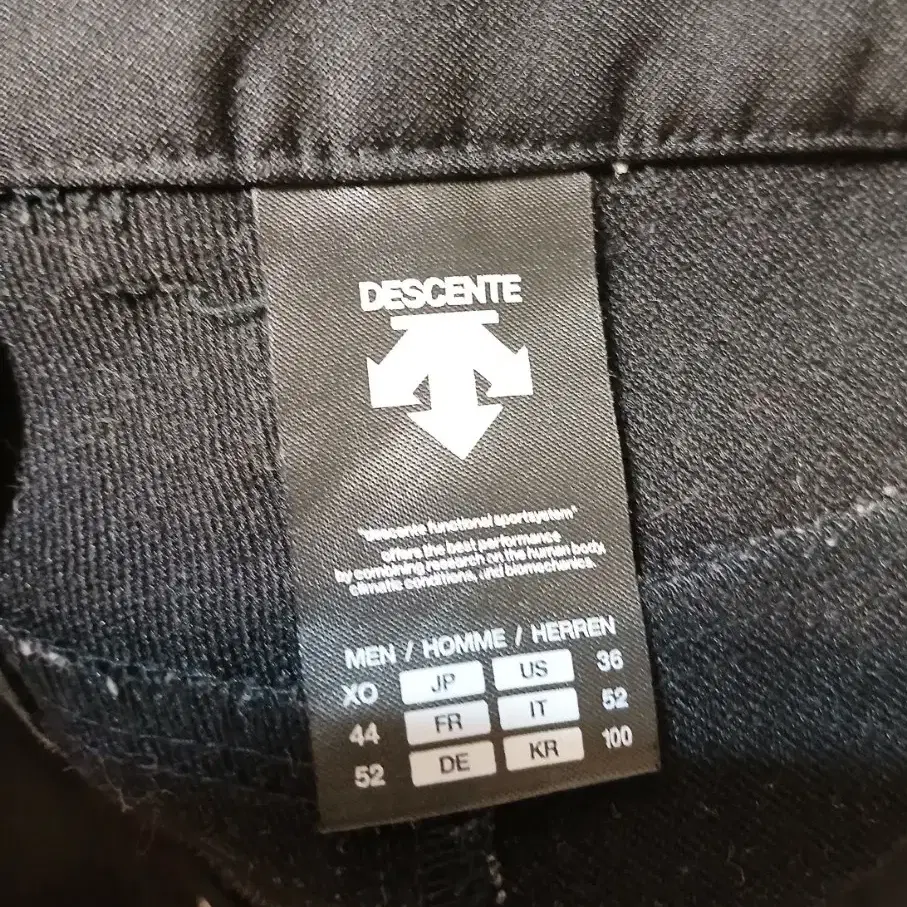 DESCENTE
"descente functional sportsystem"
offers the best performance
by combining research on the human body,
climatic conditions, and biomechanics.
MEN / HOMME / HERREN
XO JP US 36
44 FR IT 52
52 DE KR 100